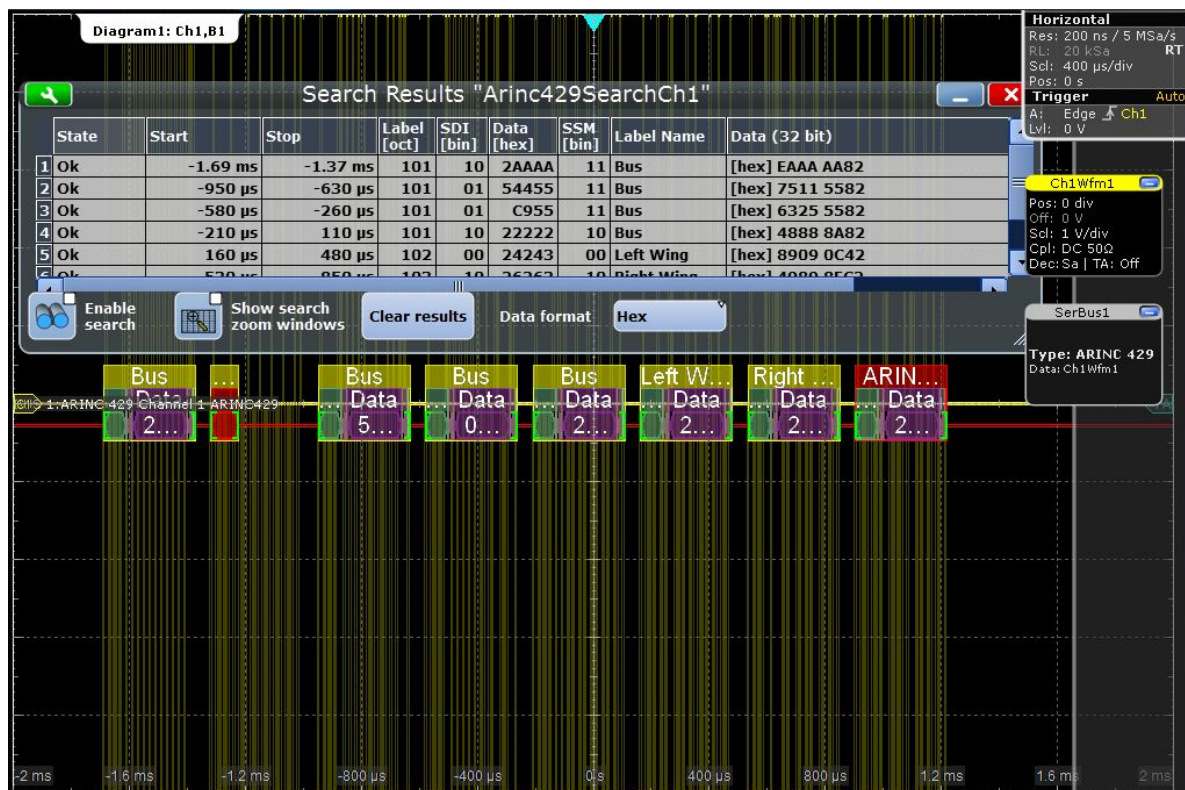 Diagram1: Ch1,B1
Horizontal
Res: 200 ns / 5 MSa/s
RL: 20 kSa RT
Scl: 400 µs/div
Pos: 0 s
Trigger Auto
A: Edge Ch1
Lvl: 0 V
Search Results "Arinc429SearchCh1"
State Start Stop Label [oct] SDI [bin] Data [hex] SSM [bin] Label Name Data (32 bit)
1 Ok -1.69 ms -1.37 ms 101 10 2AAAA 11 Bus [hex] EAAA AA82
2 Ok -950 µs -630 µs 101 01 54455 11 Bus [hex] 7511 5582
3 Ok -580 µs -260 µs 101 01 C955 11 Bus [hex] 6325 5582
4 Ok -210 µs 110 µs 101 10 22222 10 Bus [hex] 4888 8A82
5 Ok 160 µs 480 µs 102 00 24243 00 Left Wing [hex] 8909 0C42
Enable search
Show search zoom windows
Clear results
Data format
Hex
Ch1Wfm1
Pos: 0 div
Off: 0 V
Scl: 1 V/div
Cpl: DC 50Ω
Dec: Sa | TA: Off
SerBus1
Type: ARINC 429
Data: Ch1Wfm1
Bus ... Bus Bus Bus Left W... Right ... ARIN...
1:ARINC 429 Channel 1 ARINC429
Data ... Data ... Data ... Data ... Data ... Data ... Data
2... 5... 0... 2... 2... 2... 2...
-2 ms -1.6 ms -1.2 ms -800 µs -400 µs 0 s 400 µs 800 µs 1.2 ms 1.6 ms 2 ms